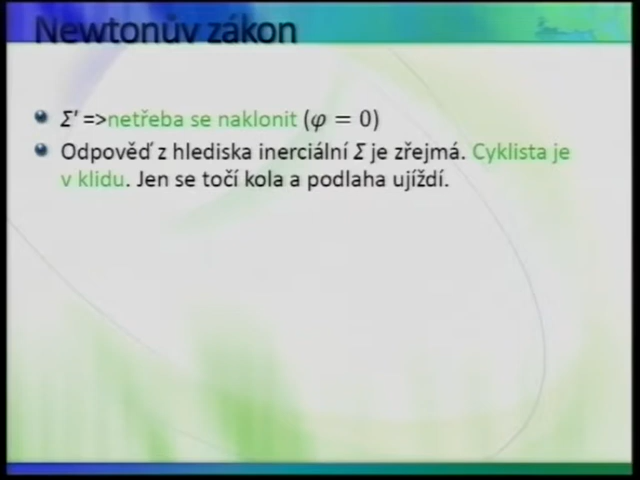 Newtonův zákon
Σ' =>netřeba se naklonit (φ = 0)
Odpověď z hlediska inerciální Σ je zřejmá. Cyklista je
v klidu. Jen se točí kola a podlaha ujíždí.